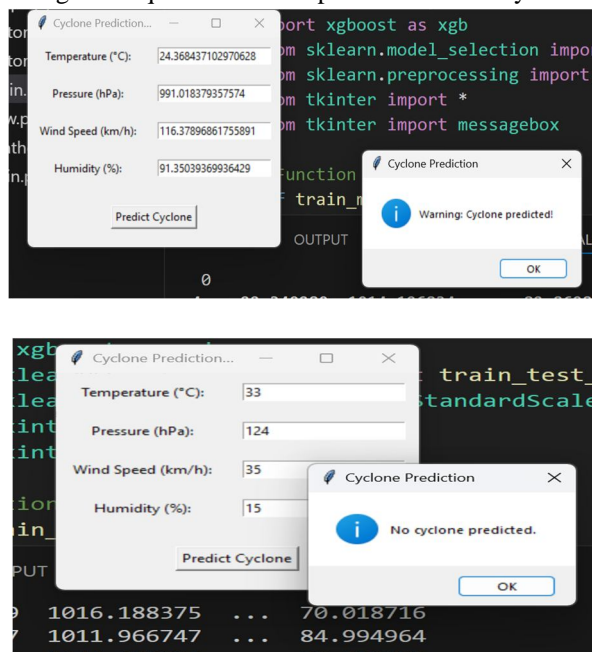 Cyclone Prediction...
port xgboost as xgb
om sklearn.model_selection impo
om sklearn.preprocessing import
om tkinter import *
om tkinter import messagebox
Temperature (°C): 24.368437102970628
Pressure (hPa): 991.018379357574
Wind Speed (km/h): 116.37896861755891
Humidity (%): 91.35039369936429
Predict Cyclone
unction
train_m
Cyclone Prediction
Warning: Cyclone predicted!
OK
OUTPUT
0
xgb
Cyclone Prediction...
train_test_
StandardScale
Temperature (°C): 33
Pressure (hPa): 124
Wind Speed (km/h): 35
Humidity (%): 15
Predict Cyclone
Cyclone Prediction
No cyclone predicted.
OK
PUT
9 1016.188375 ... 70.018716
7 1011.966747 ... 84.994964